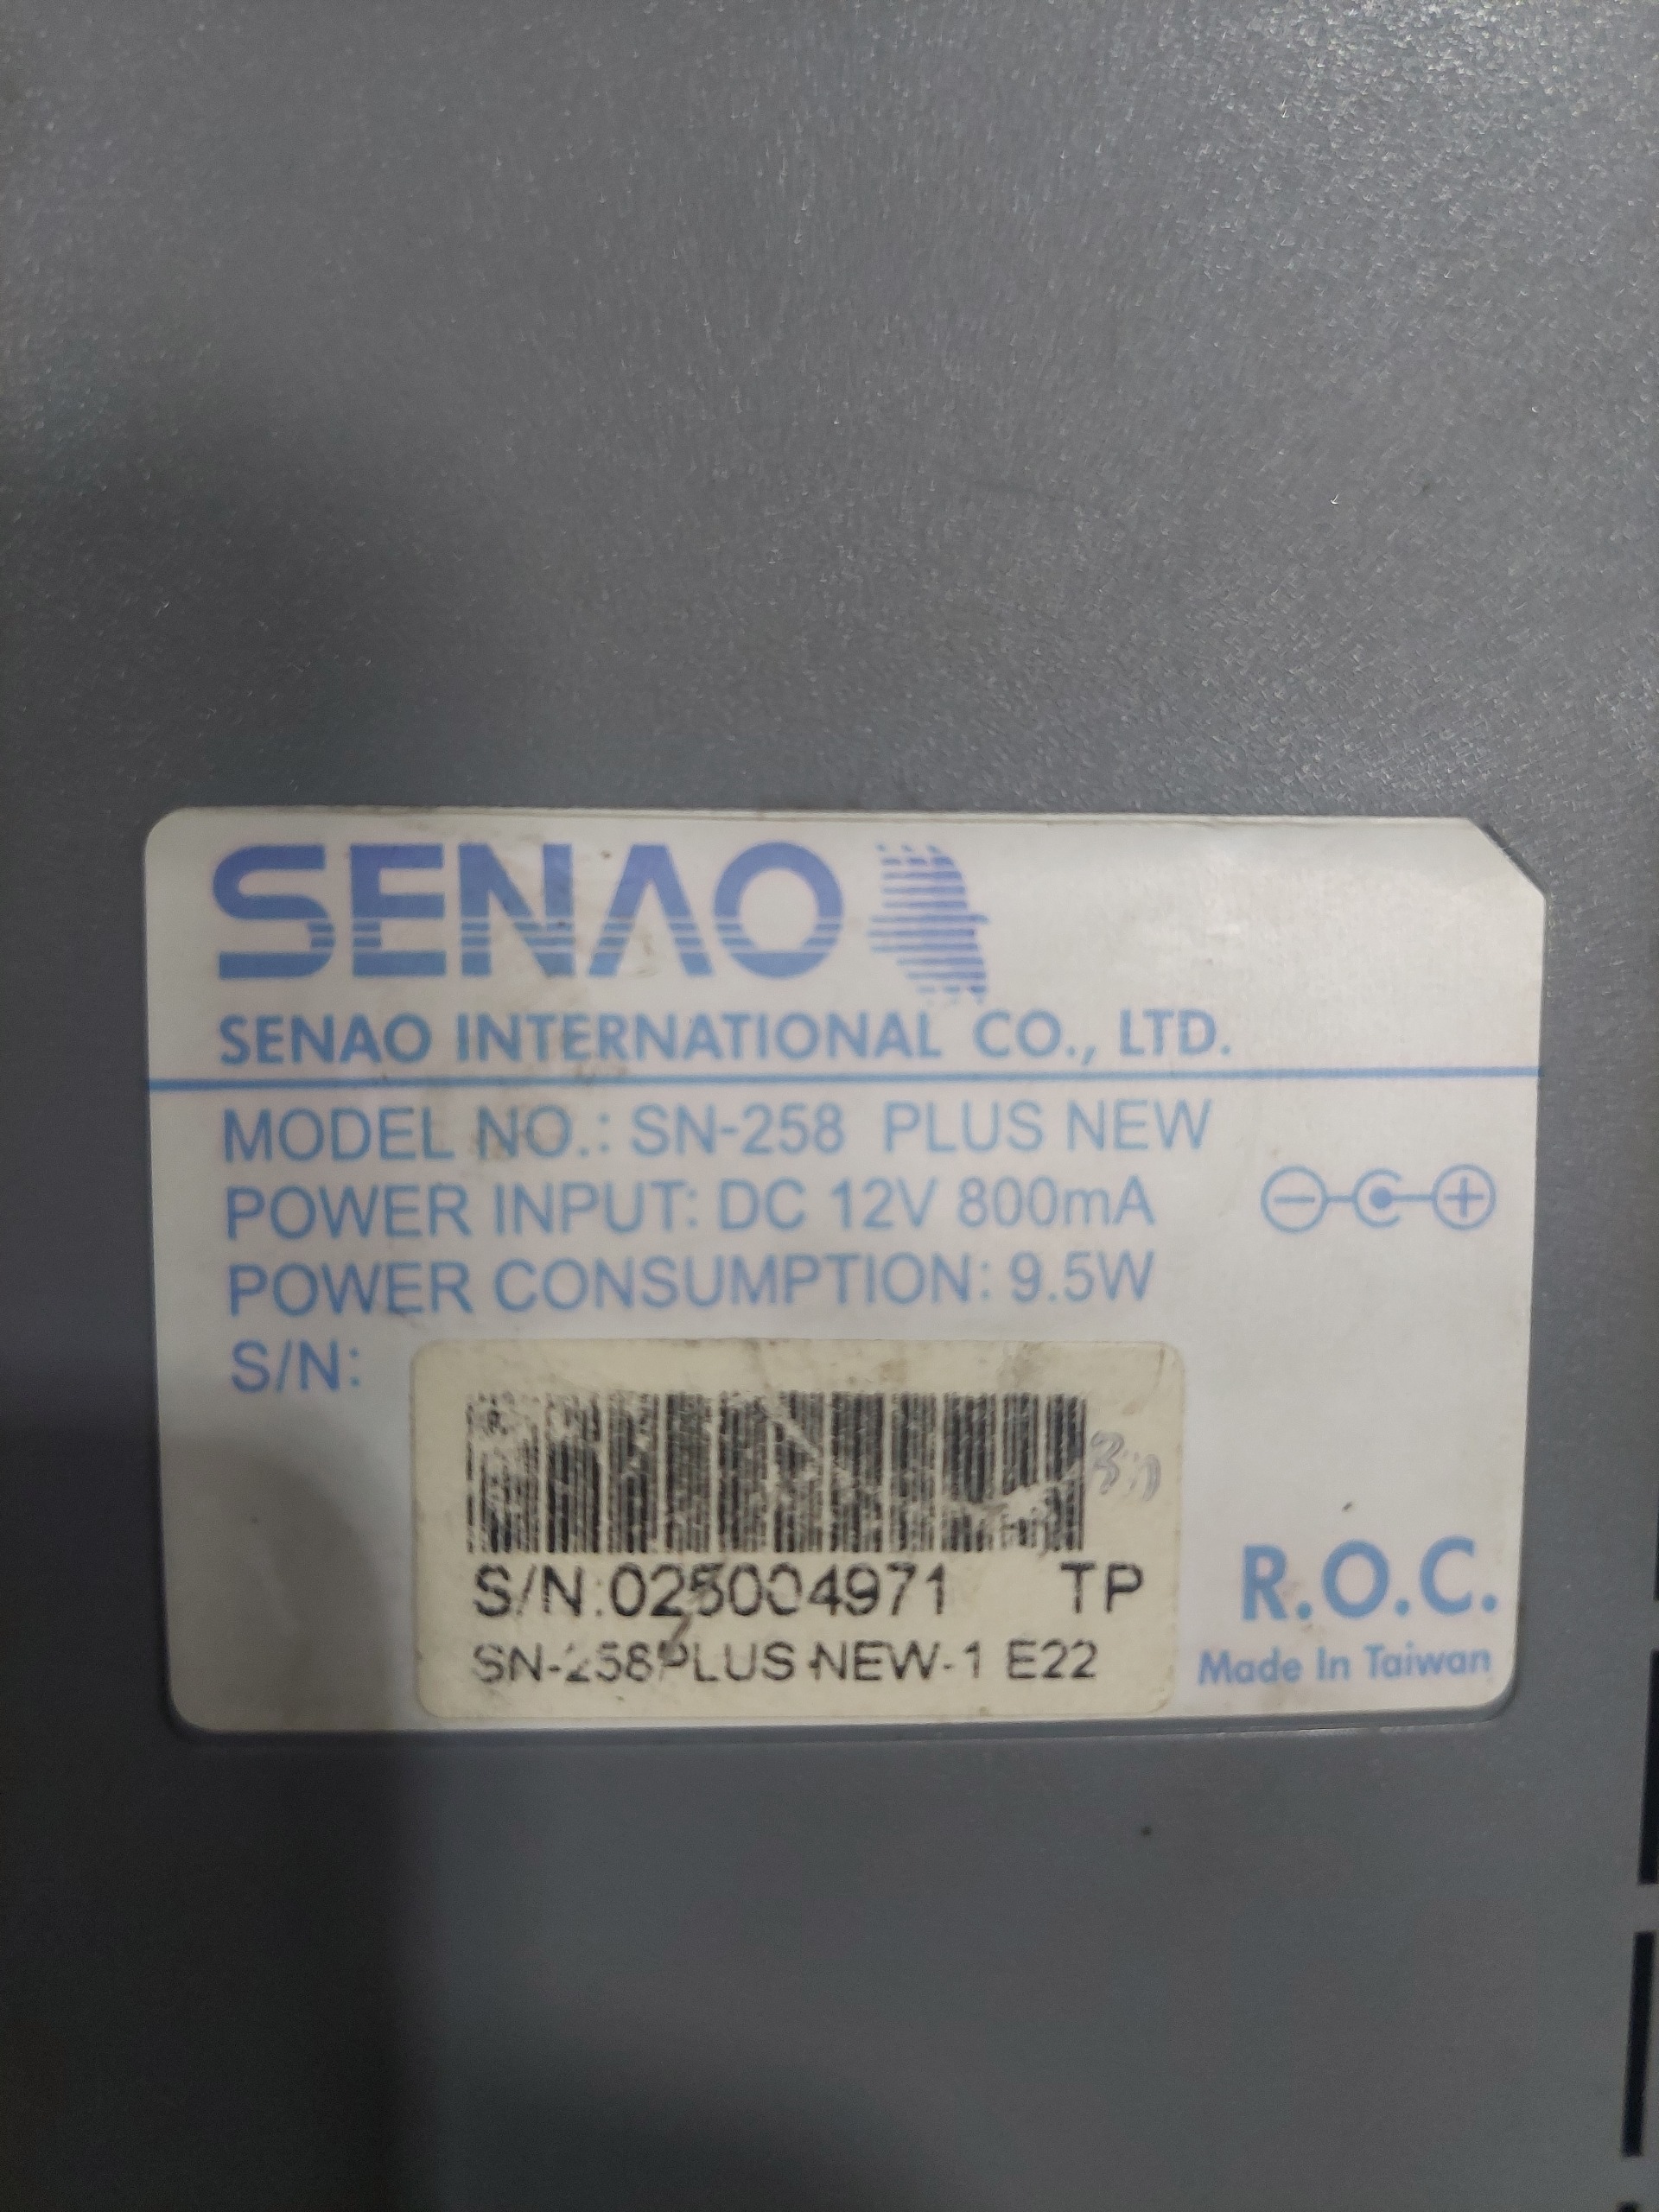 SENAO
SENAO INTERNATIONAL CO., LTD.
MODEL NO.: SN-258 PLUS NEW
POWER INPUT: DC 12V 800mA
POWER CONSUMPTION: 9.5W
S/N:
S/N:025004971 TP
SN-258PLUS NEW-1 E22
R.O.C.
Made In Taiwan